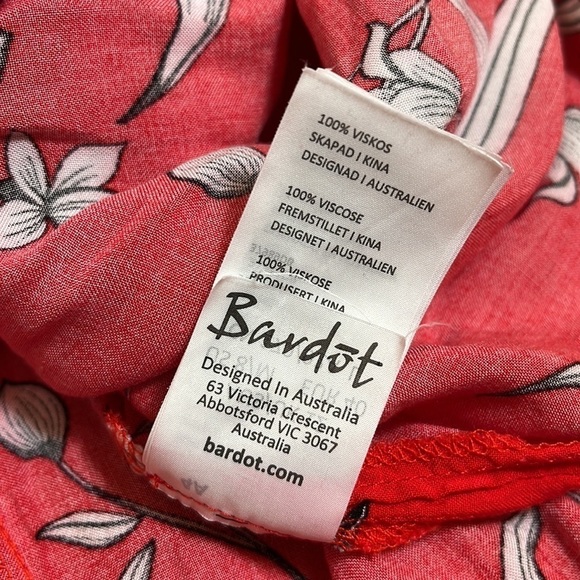 100% VISKOS
SKAPAD I KINA
DESIGNAD I AUSTRALIEN
100% VISCOSE
FREMSTILLET I KINA
DESIGNET I AUSTRALIEN
100% VISKOSE
PRODUSERT I KINA
Bardōt
Designed In Australia
63 Victoria Crescent
Abbotsford VIC 3067
Australia
bardot.com